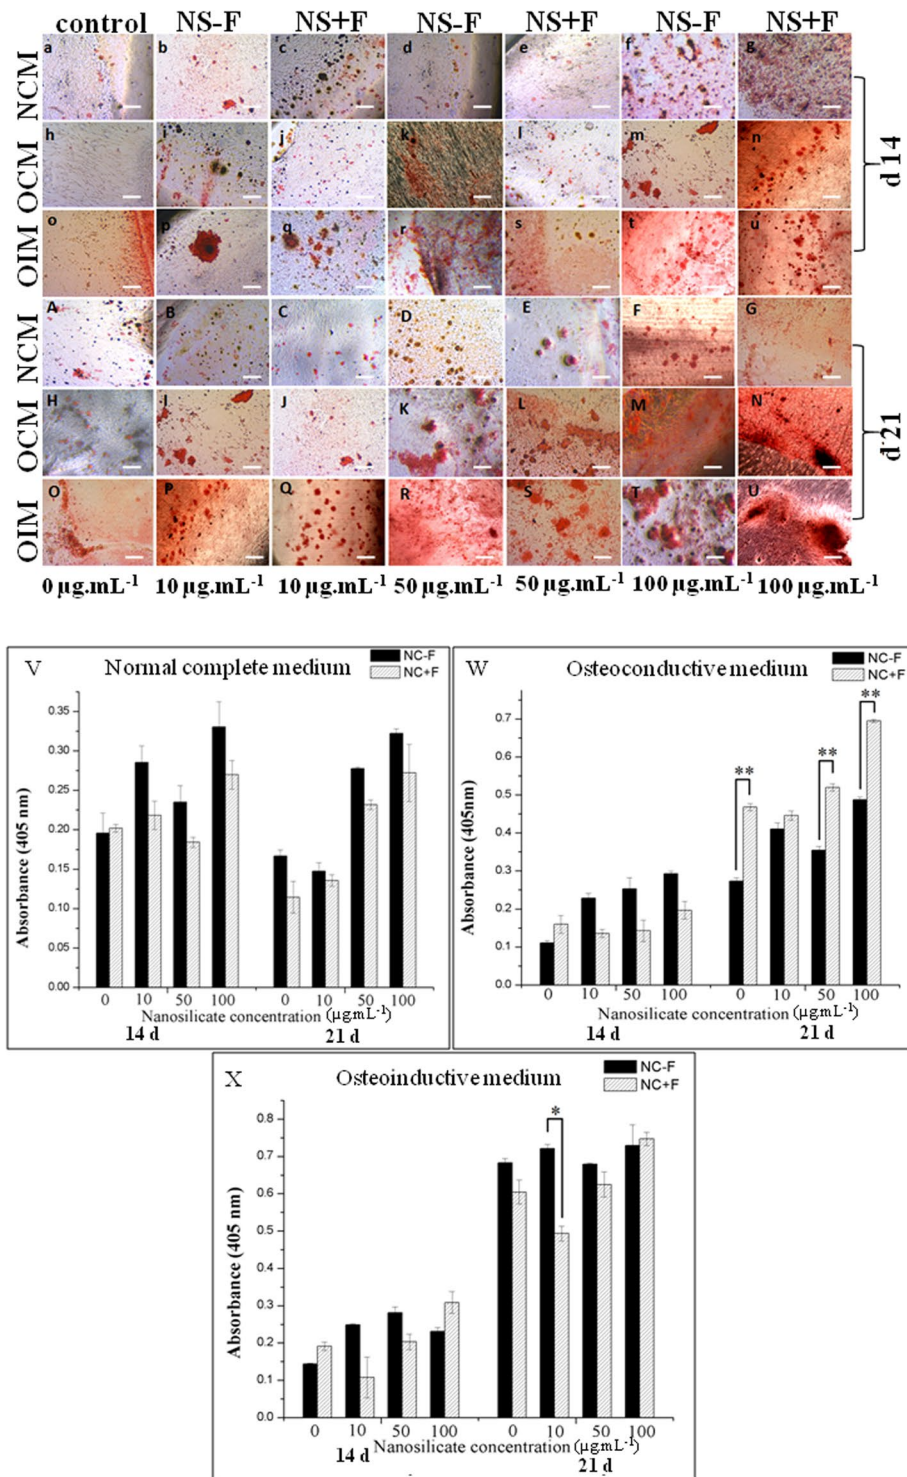 control NS-F NS+F NS-F NS+F NS-F NS+F
NCM a b c d e f g
OCM h i j k l m n
OIM o p q r s t u
d 14
NCM A B C D E F G
OCM H I J K L M N
OIM O P Q R S T U
d 21
0 µg.mL-1 10 µg.mL-1 10 µg.mL-1 50 µg.mL-1 50 µg.mL-1 100 µg.mL-1 100 µg.mL-1
V Normal complete medium
NC-F
NC+F
Absorbance (405 nm)
0.35
0.30
0.25
0.20
0.15
0.10
0.05
0.00
0 10 50 100 0 10 50 100
Nanosilicate concentration (µg.mL-1)
14 d 21 d
W Osteoconductive medium
NC-F
NC+F
Absorbance (405nm)
0.7
0.6
0.5
0.4
0.3
0.2
0.1
0.0
** ** **
0 10 50 100 0 10 50 100
Nanosilicate concentration (µg.mL-1)
14 d 21 d
X Osteoinductive medium
NC-F
NC+F
Absorbance (405 nm)
0.8
0.7
0.6
0.5
0.4
0.3
0.2
0.1
0.0
*
0 10 50 100 0 10 50 100
Nanosilicate concentration (µg.mL-1)
14 d 21 d